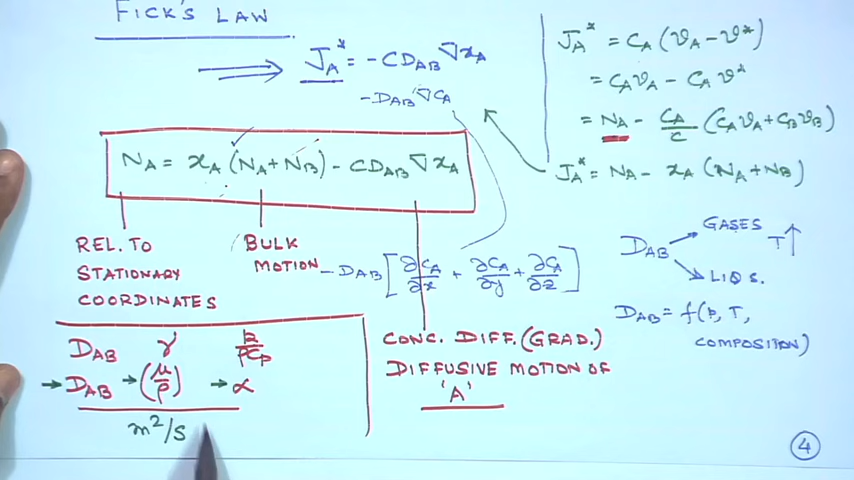 FICK'S LAW
J_A* = -CD_AB ∇x_A
-D_AB ∇C_A
N_A = x_A (N_A + N_B) - CD_AB ∇x_A
REL. TO
STATIONARY
COORDINATES
BULK
MOTION
-D_AB [∂C_A/∂x + ∂C_A/∂y + ∂C_A/∂z]
CONC. DIFF. (GRAD.)
DIFFUSIVE MOTION OF
'A'
D_AB γ k/ρC_p
→ D_AB → (μ/ρ) → α
m²/s
J_A* = C_A (v_A - v*)
= C_A v_A - C_A v*
= N_A - C_A/C (C_A v_A + C_B v_B)
J_A* = N_A - x_A (N_A + N_B)
D_AB GASES T↑
LIQS.
D_AB = f(p, T,
COMPOSITION)
4